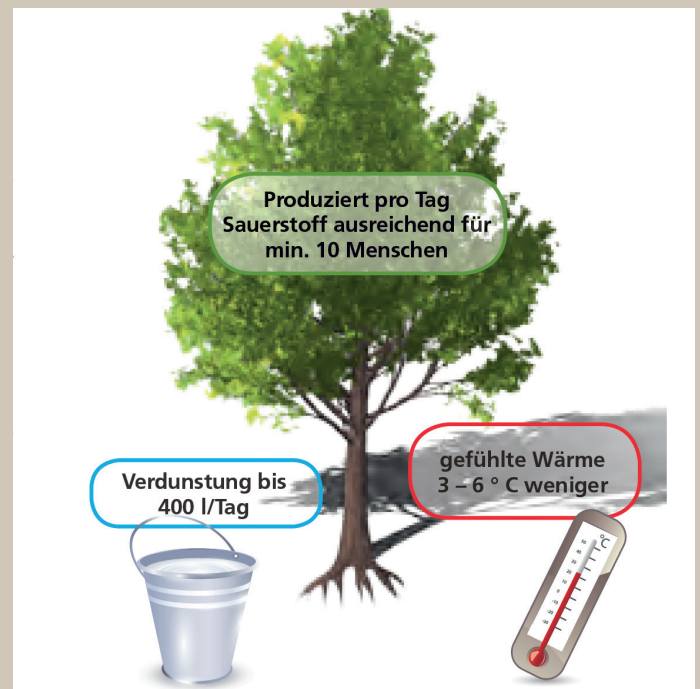 Produziert pro Tag
Sauerstoff ausreichend für
min. 10 Menschen
gefühlte Wärme
3 – 6 ° C weniger
Verdunstung bis
400 l/Tag
°C